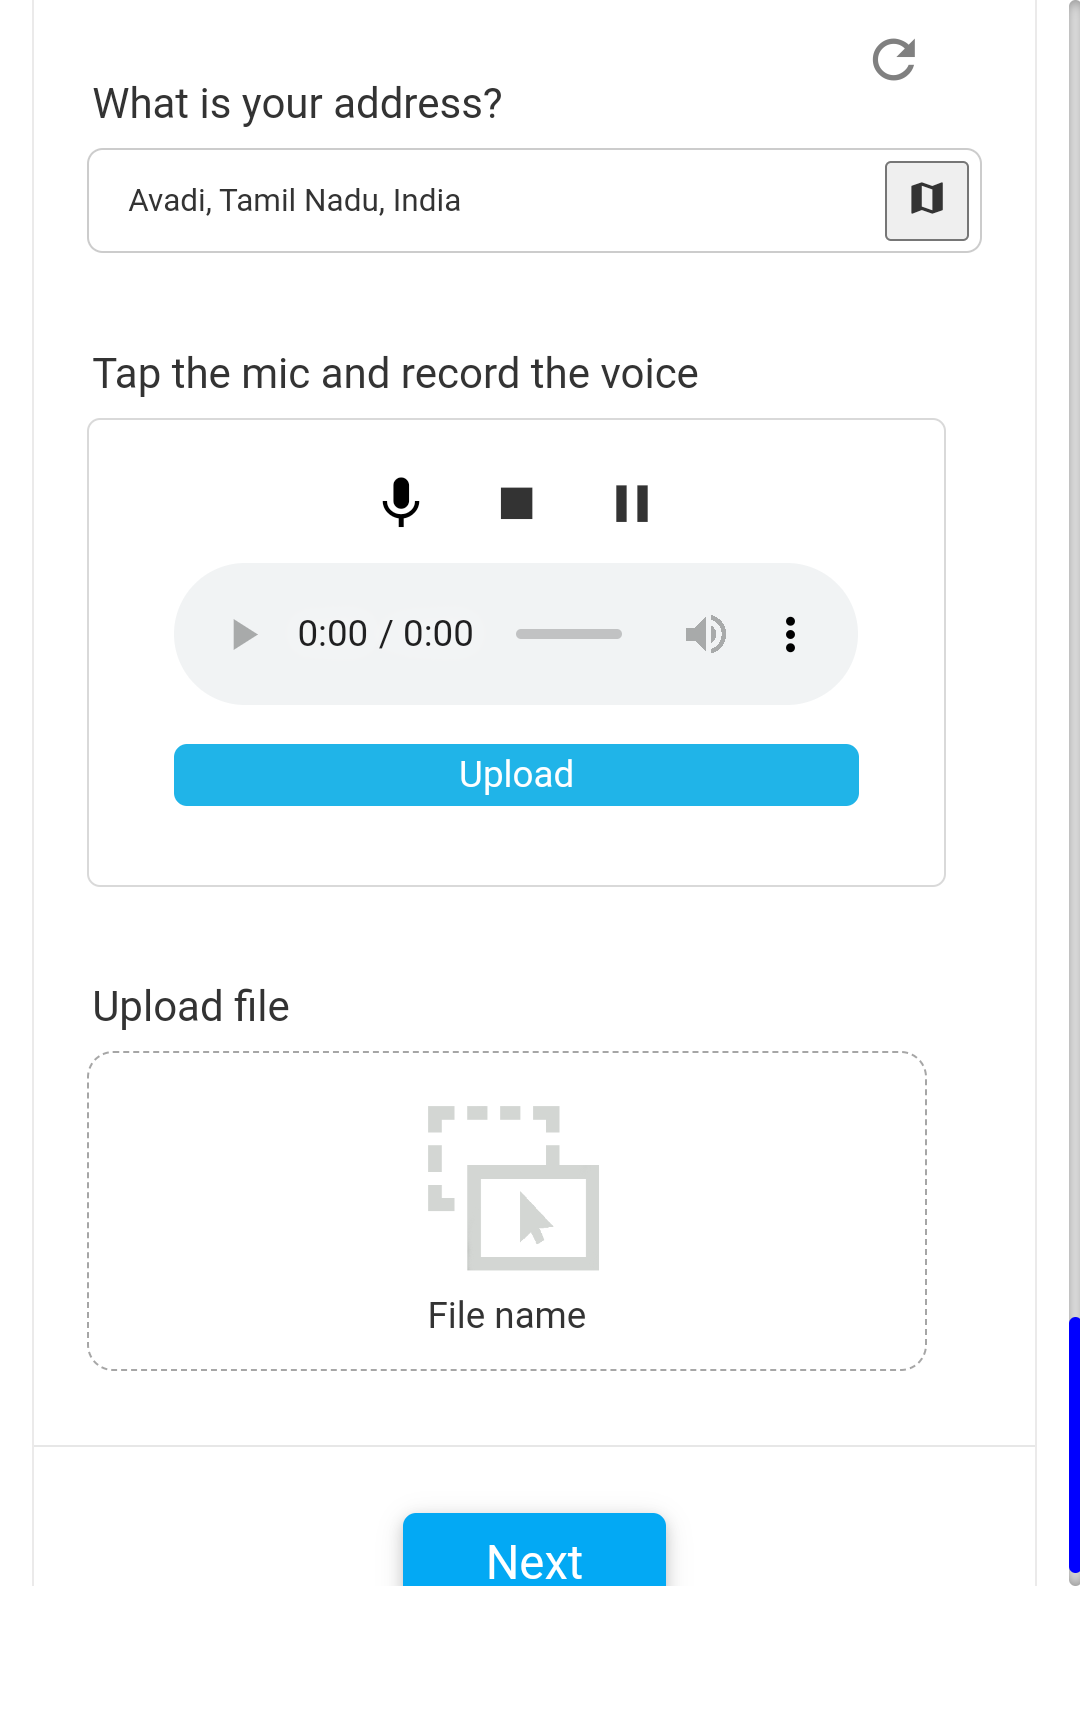 What is your address?
Avadi, Tamil Nadu, India
Tap the mic and record the voice
0:00 / 0:00
Upload
Upload file
File name
Next